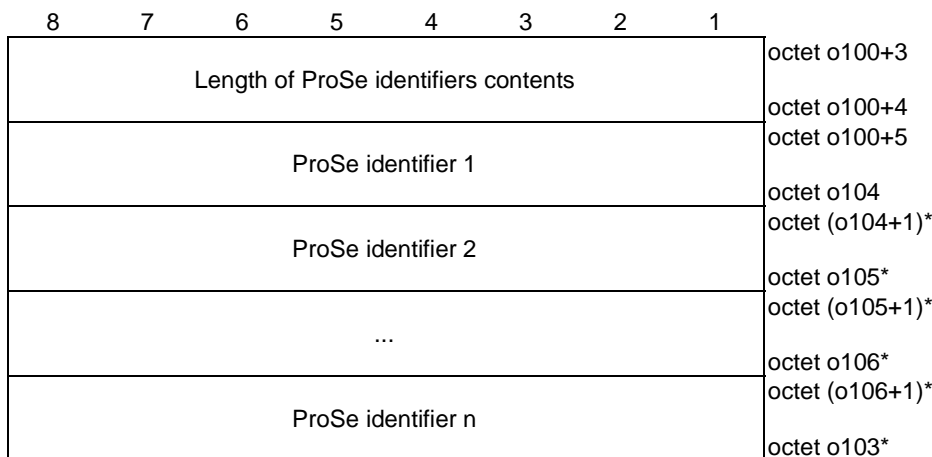 8 7 6 5 4 3 2 1
octet o100+3
Length of ProSe identifiers contents
octet o100+4
octet o100+5
ProSe identifier 1
octet o104
octet (o104+1)*
ProSe identifier 2
octet o105*
octet (o105+1)*
...
octet o106*
octet (o106+1)*
ProSe identifier n
octet o103*